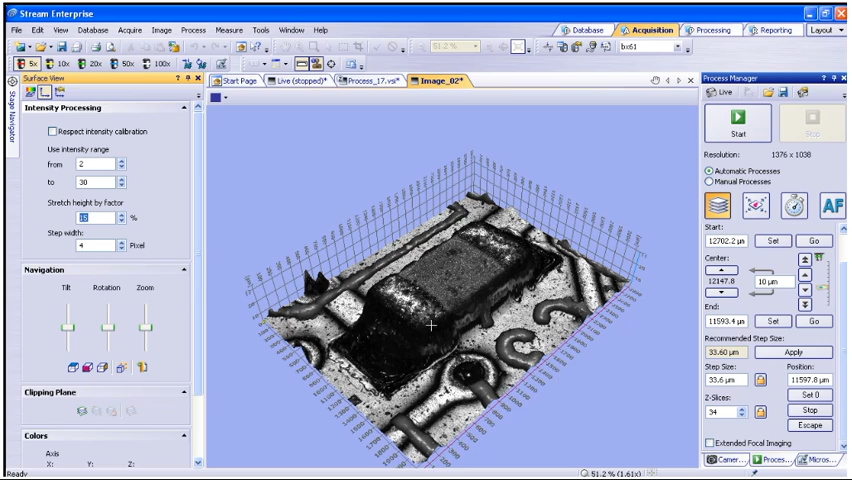 Stream Enterprise
File Edit View Database Acquire Image Process Measure Tools Window Help
Database Acquisition Processing Reporting Layout
51.2 % bx61
5x 10x 20x 50x 100x
Surface View
Start Page Live (stopped)* Process_17.vsi* Image_02*
Process Manager
Stage Navigator
Live
Intensity Processing
Respect intensity calibration
Use intensity range
from 2
to 30
Stretch height by factor
15 %
Step width:
4 Pixel
Navigation
Tilt Rotation Zoom
Clipping Plane
Colors
Axis
X: Y: Z:
Start Stop
Resolution: 1376 x 1038
Automatic Processes
Manual Processes
AF
Start:
12702.2 µm Set Go
Center:
12147.8 10 µm
End:
11593.4 µm Set Go
Recommended Step Size:
33.60 µm Apply
Step Size: Position:
33.6 µm 11597.8 µm
Z-Slices: Set 0
34 Stop
Escape
Extended Focal Imaging
Camer... Proces... Micros...
Ready 51.2 % (1.61x)